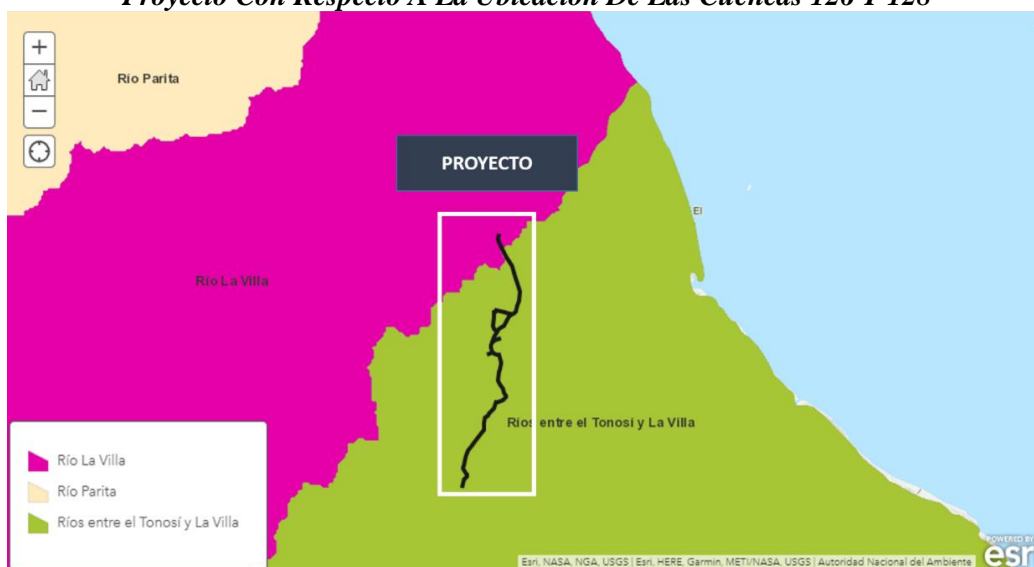 Proyecto Con Respecto A La Ubicación De Las Cuencas 126 Y 128
Río Parita
PROYECTO
El
Río La Villa
Ríos entre el Tonosí y La Villa
Río La Villa
Río Parita
Ríos entre el Tonosí y La Villa
POWERED BY
esri
Esri, NASA, NGA, USGS | Esri, HERE, Garmin, METI/NASA, USGS | Autoridad Nacional del Ambiente